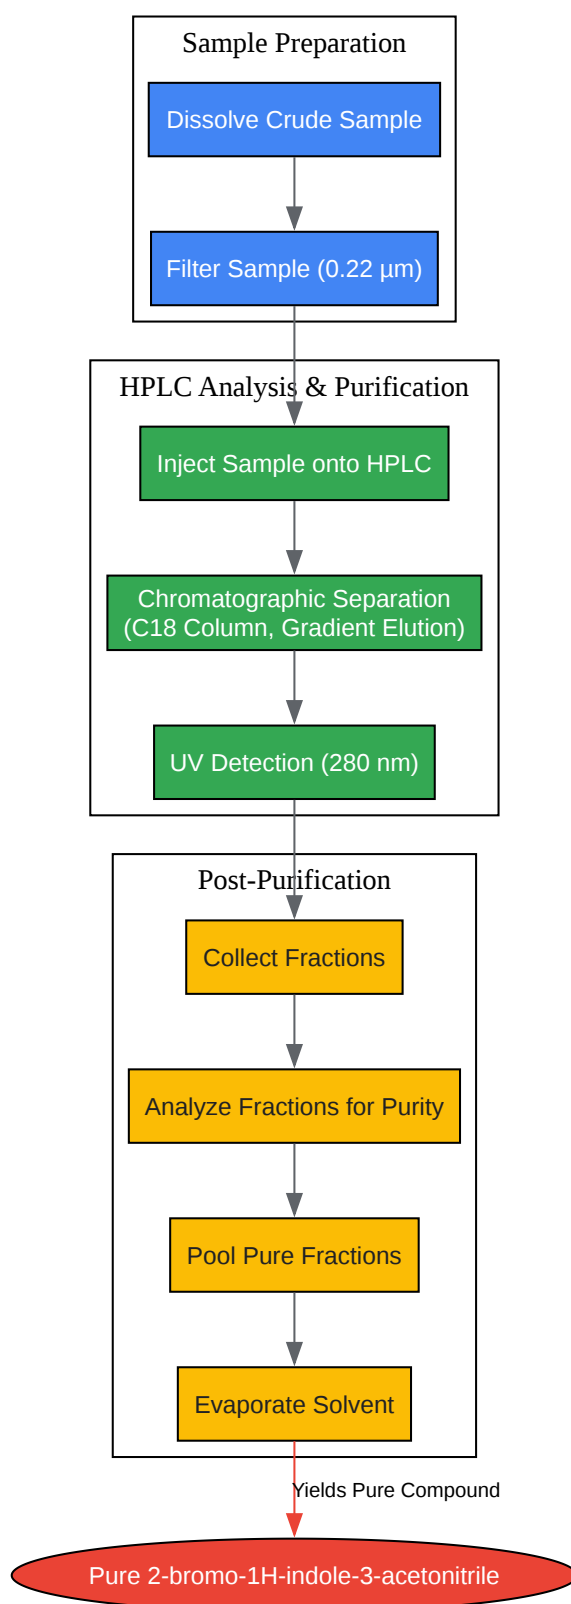 Sample Preparation
Dissolve Crude Sample
Filter Sample (0.22 µm)
HPLC Analysis & Purification
Inject Sample onto HPLC
Chromatographic Separation
(C18 Column, Gradient Elution)
UV Detection (280 nm)
Post-Purification
Collect Fractions
Analyze Fractions for Purity
Pool Pure Fractions
Evaporate Solvent
Yields Pure Compound
Pure 2-bromo-1H-indole-3-acetonitrile